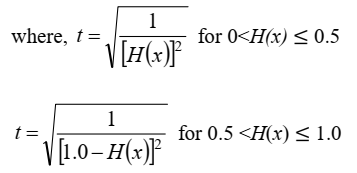 where, t = √(1/[H(x)]²) for 0<H(x) ≤ 0.5
t = √(1/[1.0 – H(x)]²) for 0.5 <H(x) ≤ 1.0